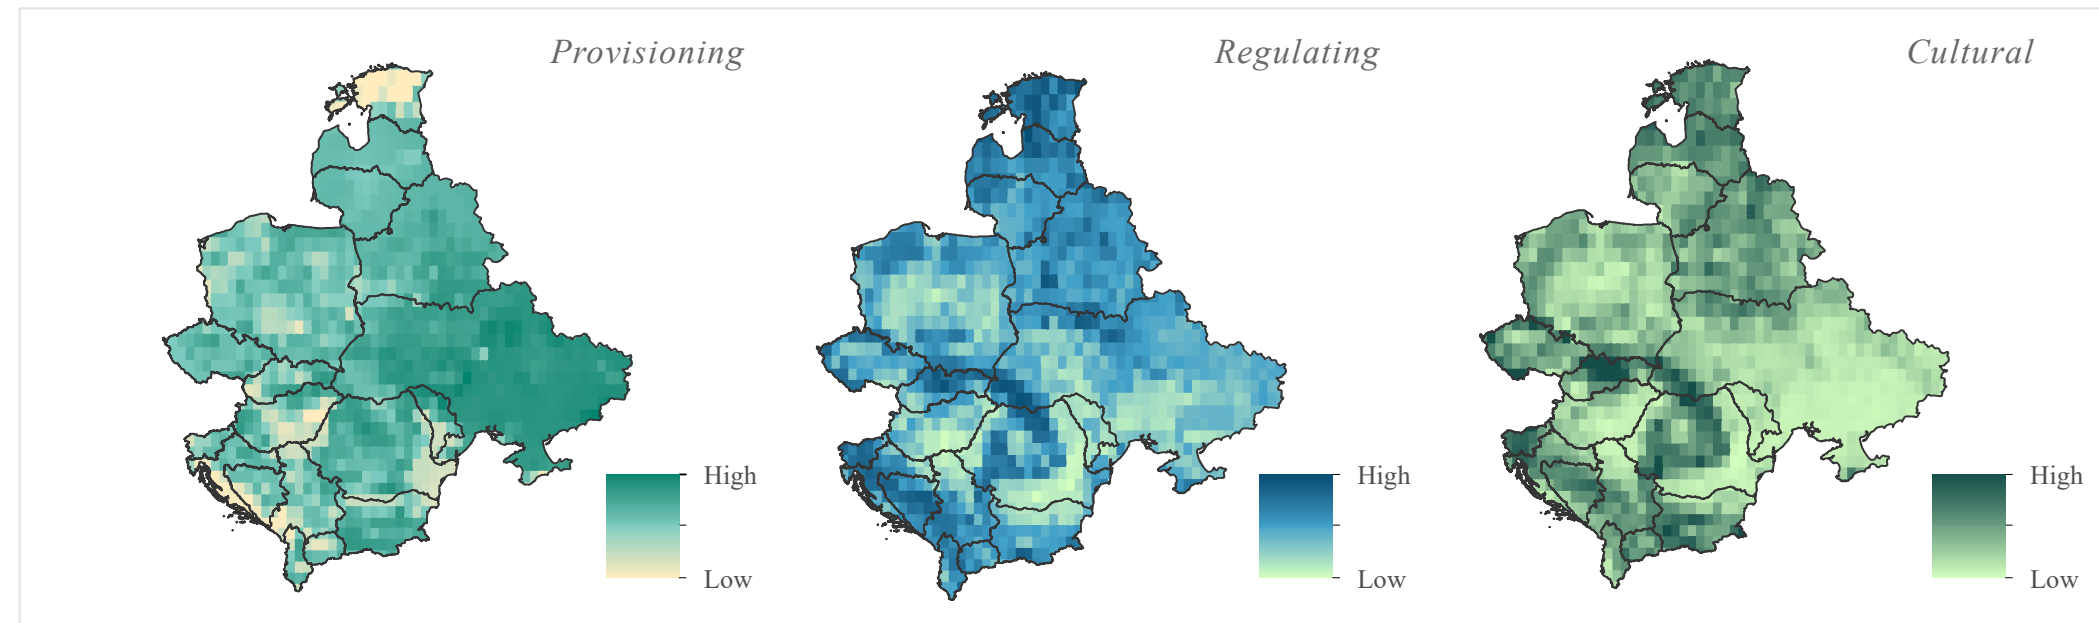 Provisioning
High
Low
Regulating
High
Low
Cultural
High
Low